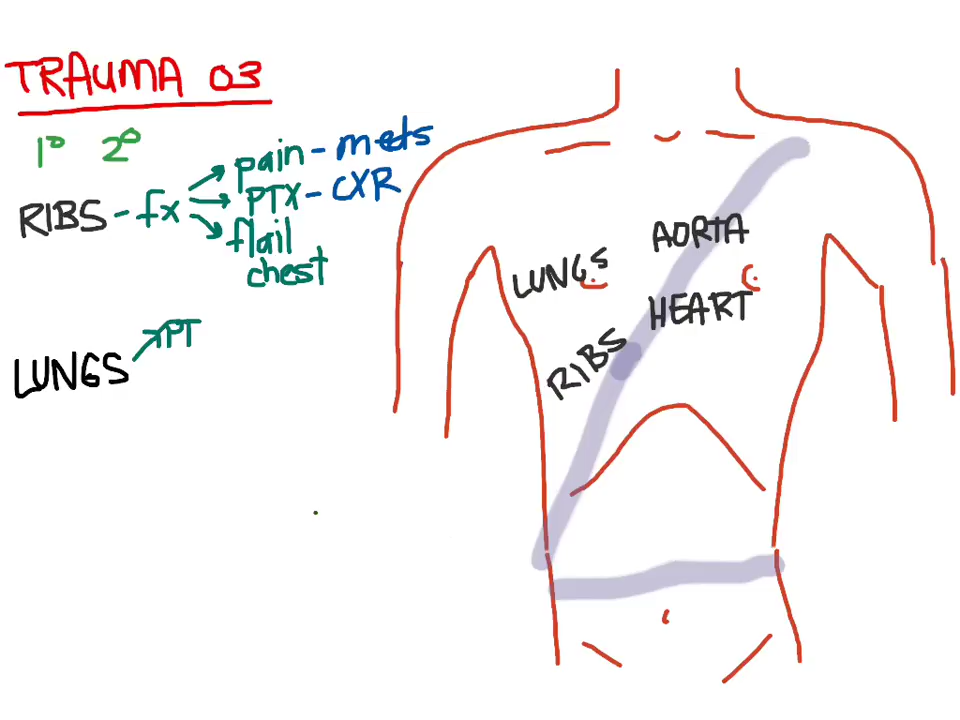 TRAUMA 03
1° 2°
RIBS - fx
pain - mets
PTX - CXR
flail
chest
LUNGS
PT
LUNGS
AORTA
HEART
RIBS